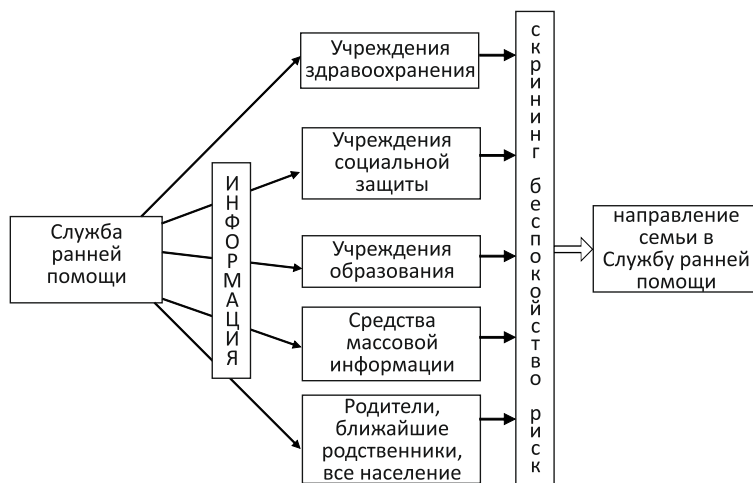 Служба
ранней
помощи
ИНФОРМАЦИЯ
Учреждения
здравоохранения
Учреждения
социальной
защиты
Учреждения
образования
Средства
массовой
информации
Родители,
ближайшие
родственники,
все население
скрининг беспокойство риск
направление
семьи в
Службу ранней
помощи